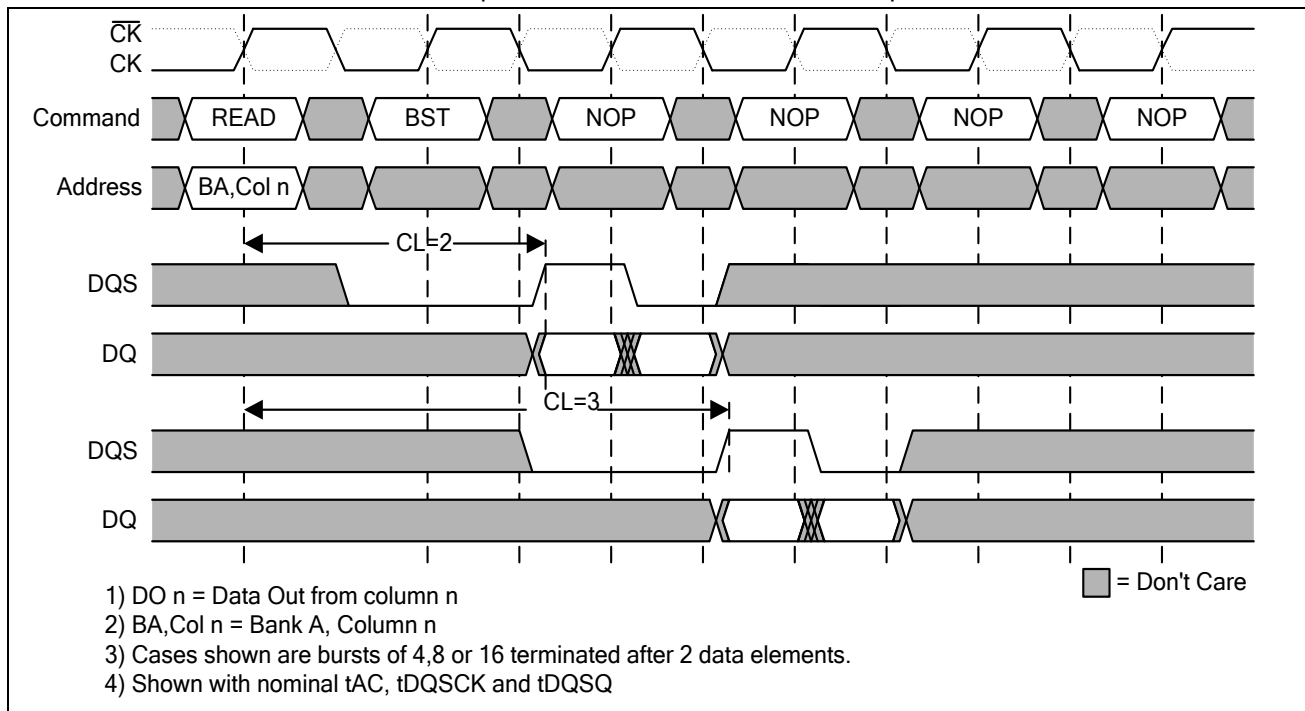 CK
CK
Command READ BST NOP NOP NOP NOP
Address BA,Col n
CL=2
DQS
DQ
CL=3
DQS
DQ
= Don't Care
1) DO n = Data Out from column n
2) BA,Col n = Bank A, Column n
3) Cases shown are bursts of 4,8 or 16 terminated after 2 data elements.
4) Shown with nominal tAC, tDQSCK and tDQSQ